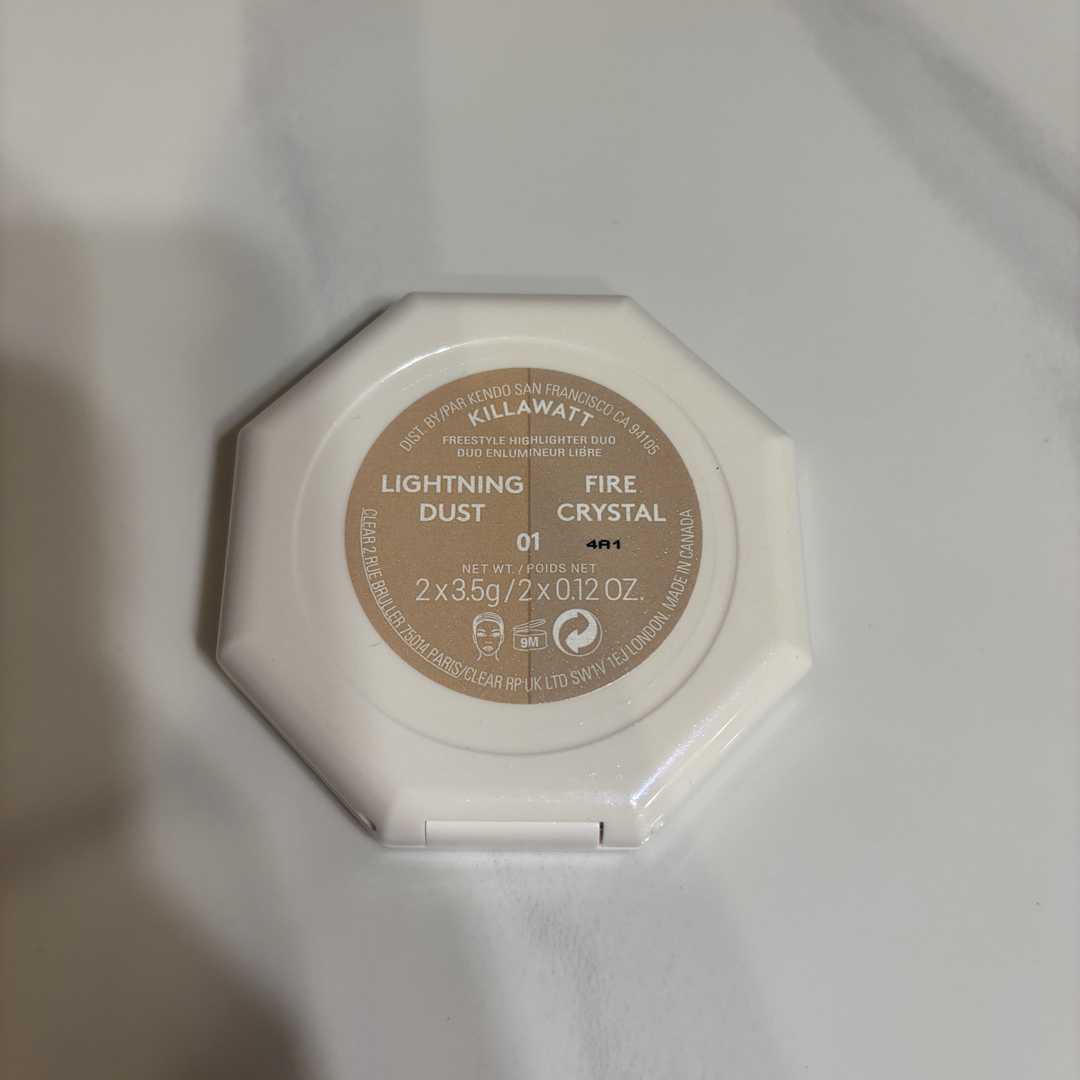 DIST. BY/PAR KENDO SAN FRANCISCO CA 94105
KILLAWATT
FREESTYLE HIGHLIGHTER DUO
DUO ENLUMINEUR LIBRE
LIGHTNING
DUST
FIRE
CRYSTAL
01
4A1
NET WT. / POIDS NET
2 x 3.5g / 2 x 0.12 OZ.
9M
CLEAR 2 RUE BRULLER 75014 PARIS/CLEAR RP UK LTD SW1V 1EJ LONDON. MADE IN CANADA